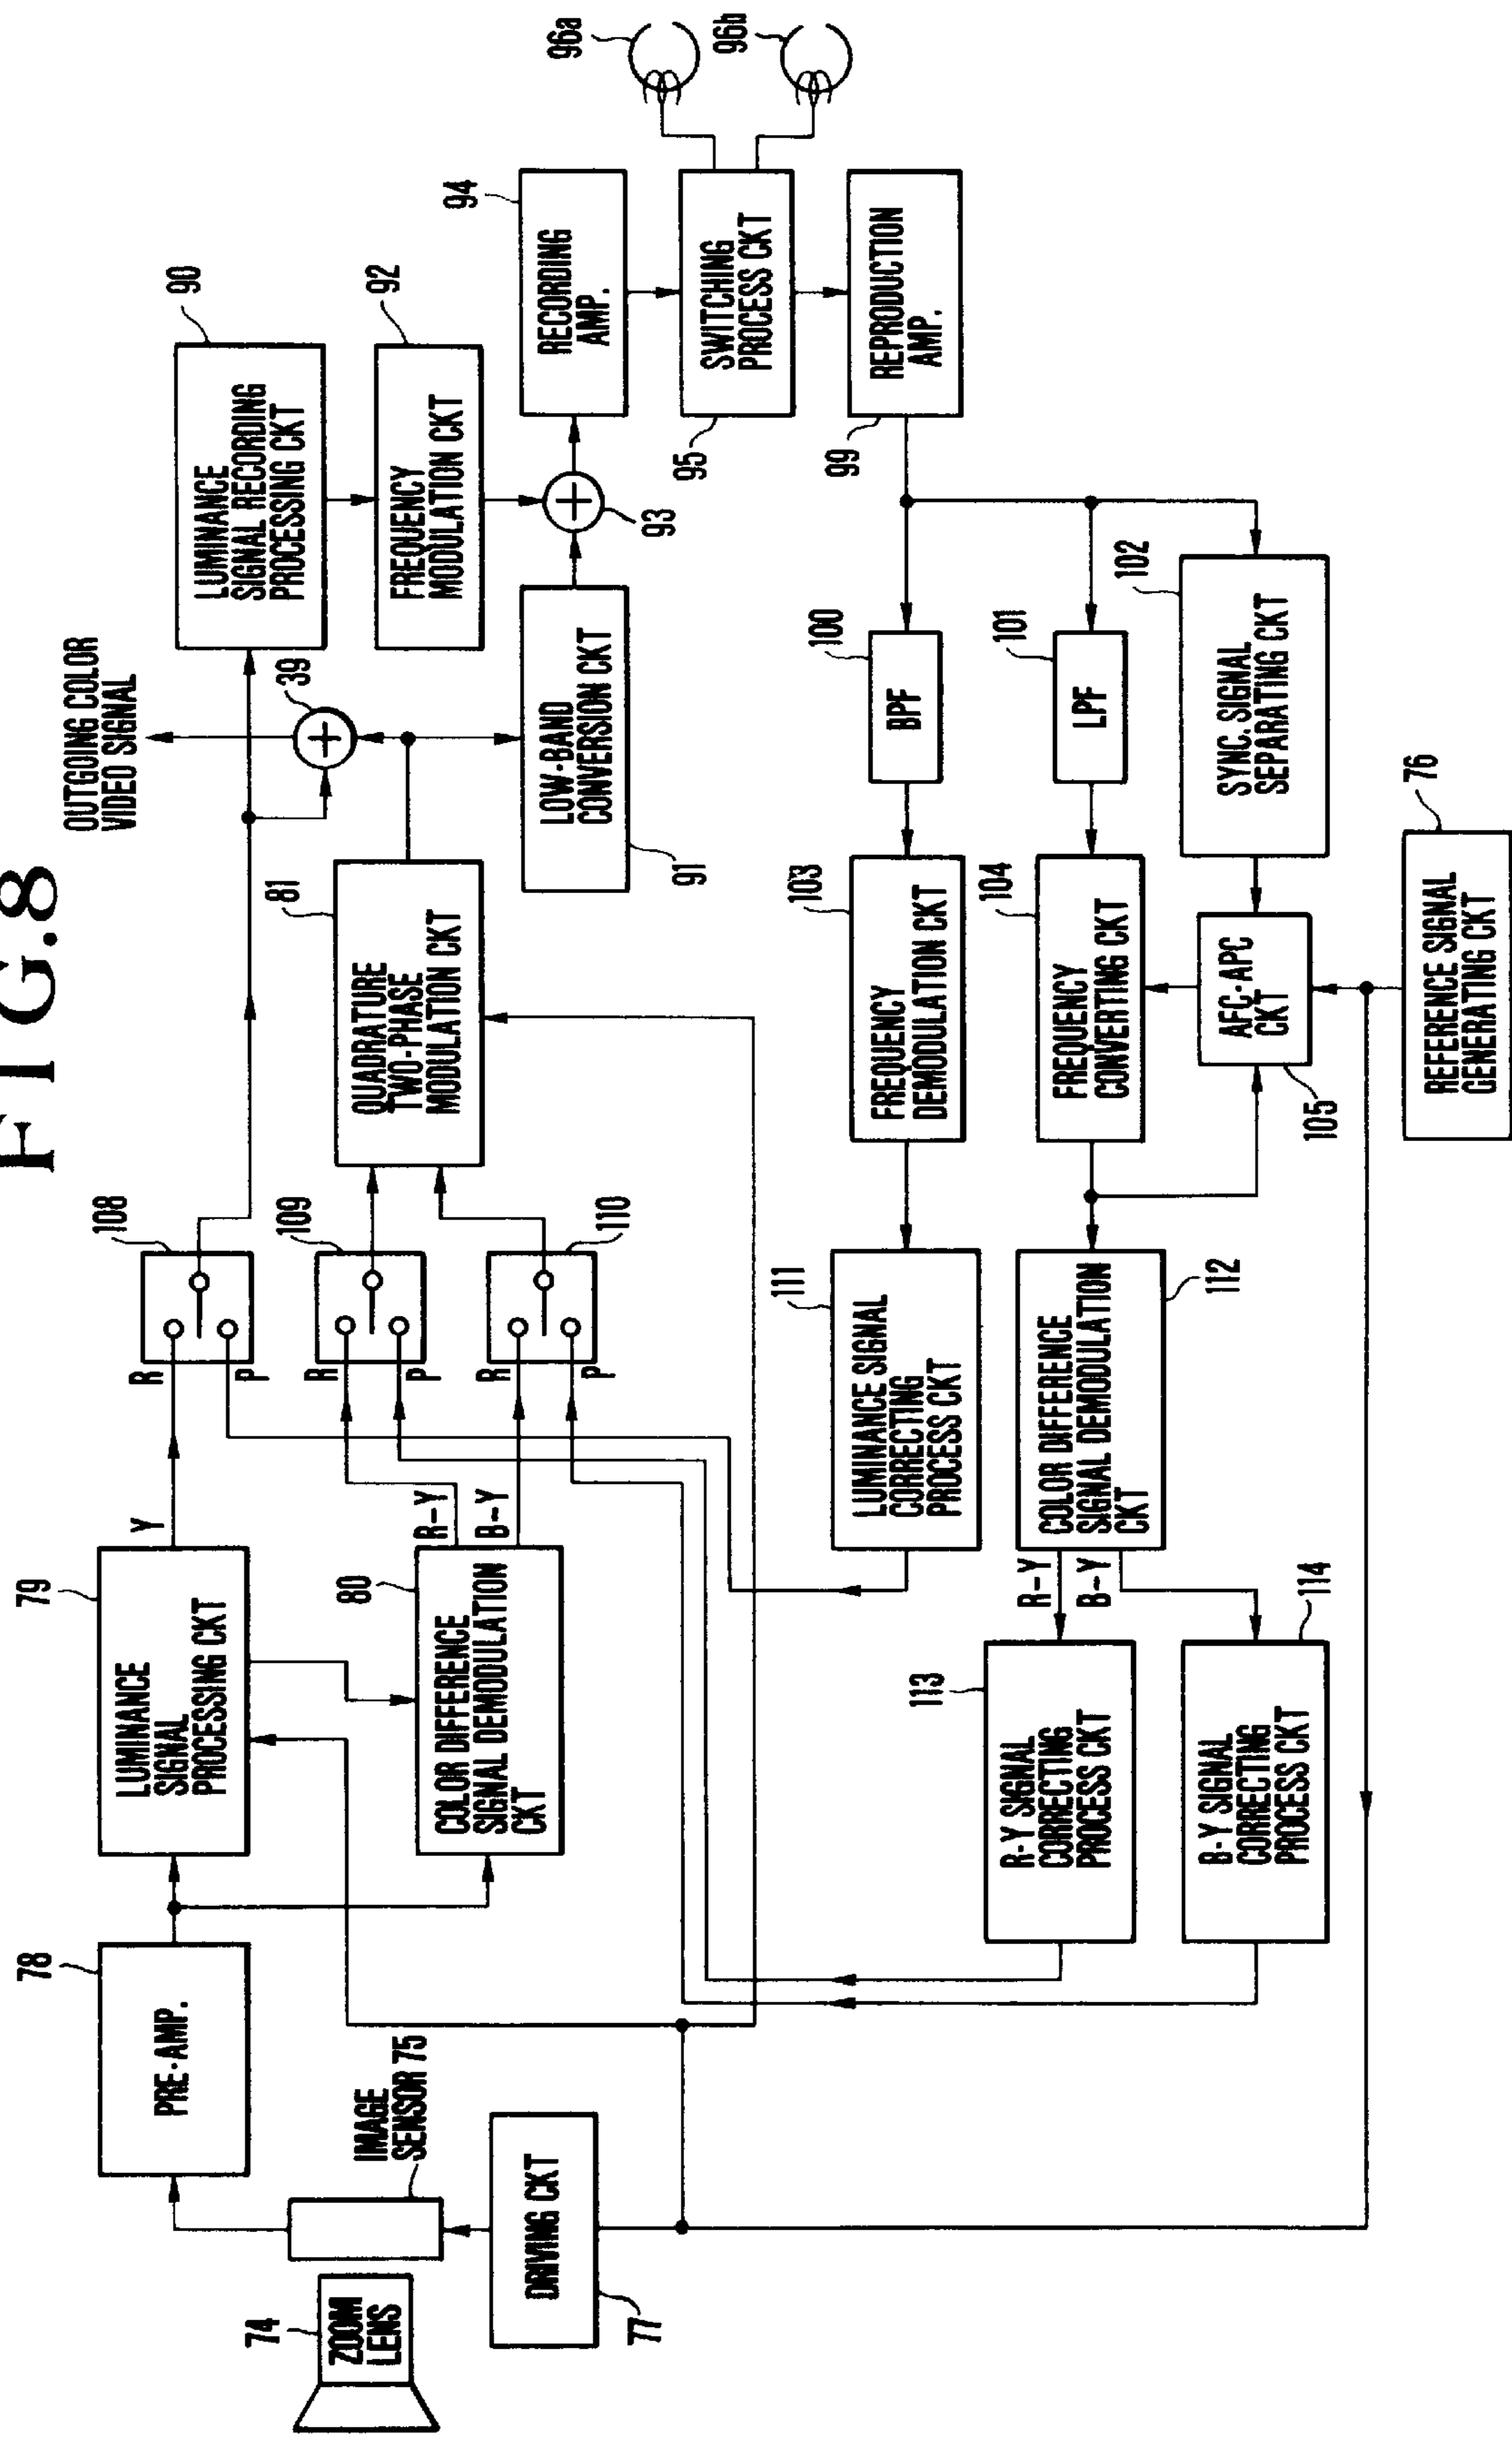 FIG.8
OUTGOING COLOR
VIDEO SIGNAL
78
PRE-AMP.
79
LUMINANCE
SIGNAL
PROCESSING CKT
Y
R
P
108
90
LUMINANCE
SIGNAL RECORDING
PROCESSING CKT
39
74
ZOOM
LENS
IMAGE
SENSOR 75
80
COLOR DIFFERENCE
SIGNAL DEMODULATION
CKT
R-Y
B-Y
R
P
109
R
P
110
81
QUADRATURE
TWO-PHASE
MODULATION CKT
92
FREQUENCY
MODULATION CKT
77
DRIVING CKT
91
LOW-BAND
CONVERSION CKT
93
94
RECORDING
AMP.
96a
96b
95
SWITCHING
PROCESS CKT
99
REPRODUCTION
AMP.
111
LUMINANCE SIGNAL
CORRECTING
PROCESS CKT
103
FREQUENCY
DEMODULATION CKT
100
BPF
113
R-Y SIGNAL
CORRECTING
PROCESS CKT
R-Y
B-Y
112
COLOR DIFFERENCE
SIGNAL DEMODULATION
CKT
104
FREQUENCY
CONVERTING CKT
101
LPF
114
B-Y SIGNAL
CORRECTING
PROCESS CKT
105
AFC·APC
CKT
102
SYNC. SIGNAL
SEPARATING CKT
76
REFERENCE SIGNAL
GENERATING CKT